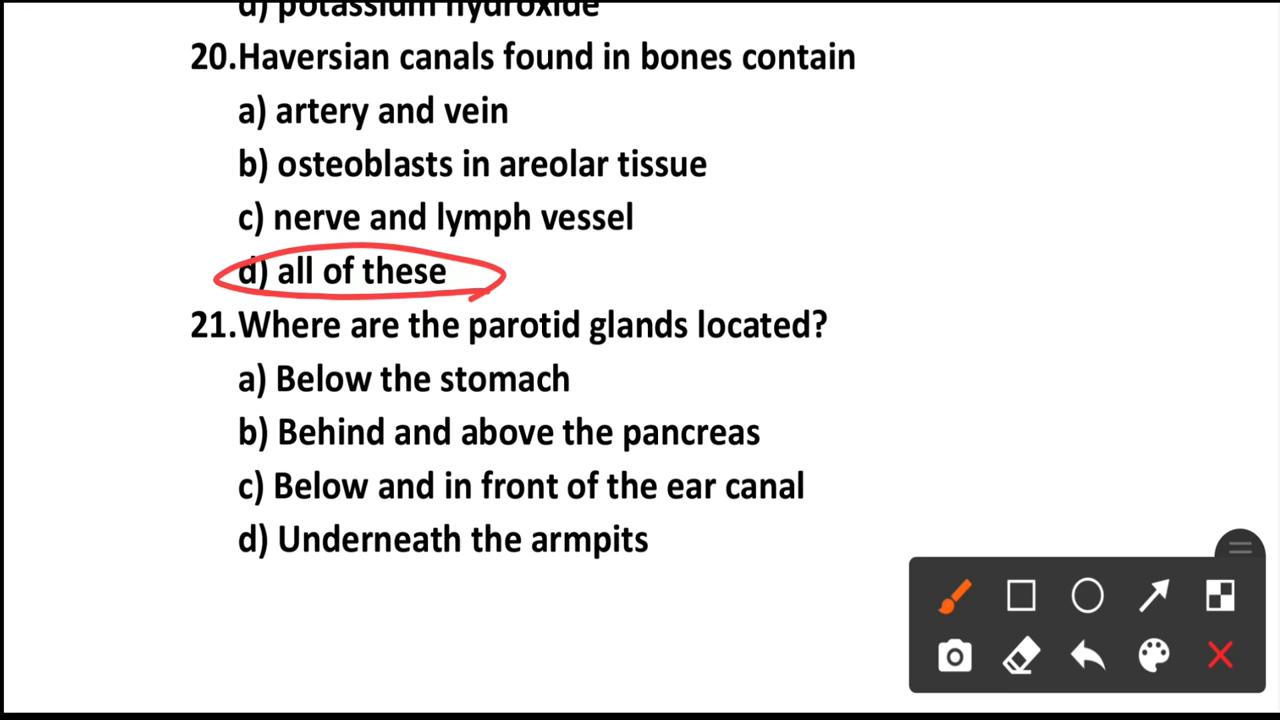 d) potassium hydroxide
20.Haversian canals found in bones contain
a) artery and vein
b) osteoblasts in areolar tissue
c) nerve and lymph vessel
d) all of these
21.Where are the parotid glands located?
a) Below the stomach
b) Behind and above the pancreas
c) Below and in front of the ear canal
d) Underneath the armpits